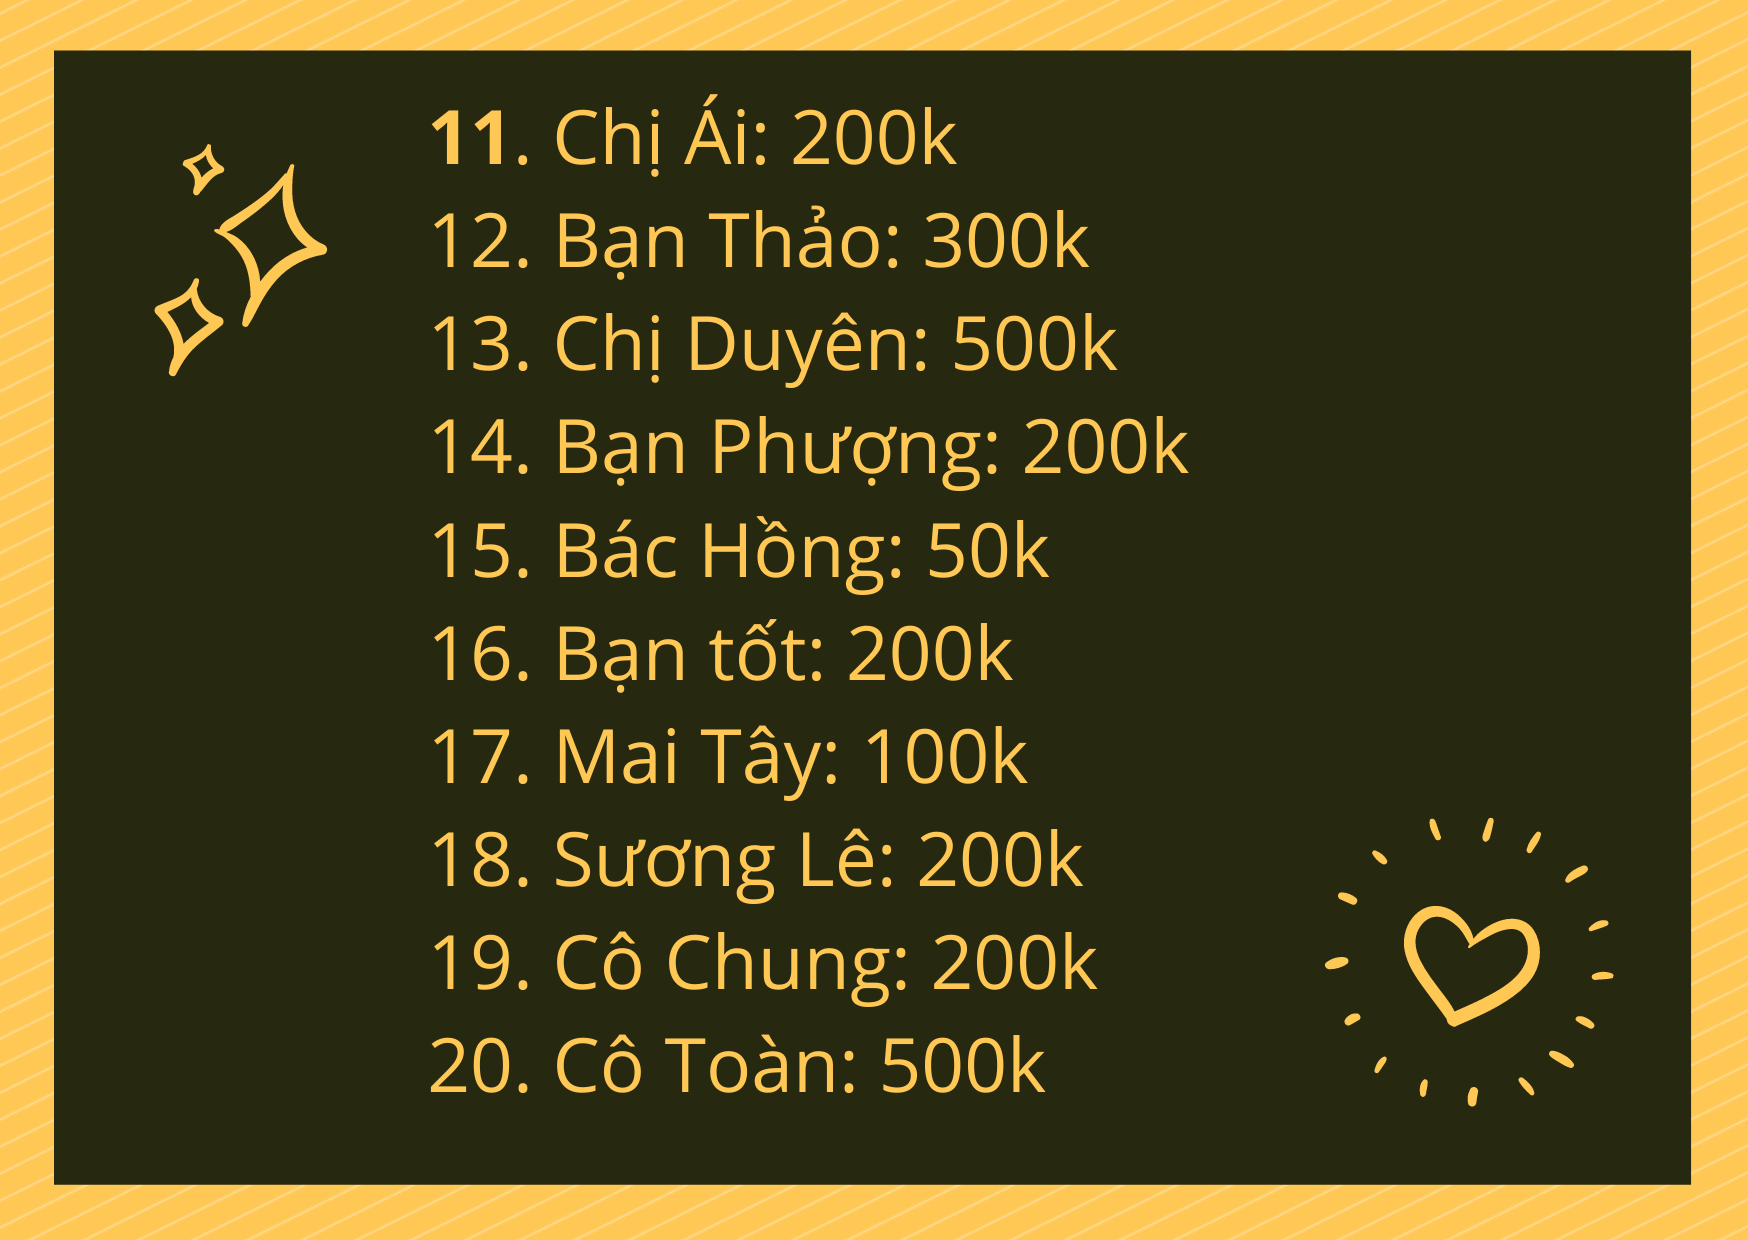 11. Chị Ái: 200k
12. Bạn Thảo: 300k
13. Chị Duyên: 500k
14. Bạn Phượng: 200k
15. Bác Hồng: 50k
16. Bạn tốt: 200k
17. Mai Tây: 100k
18. Sương Lê: 200k
19. Cô Chung: 200k
20. Cô Toàn: 500k